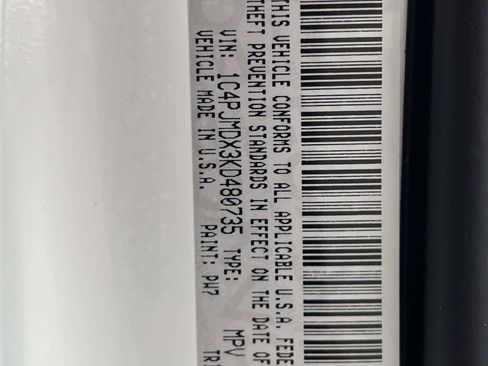 THIS VEHICLE CONFORMS TO ALL APPLICABLE U.S.A. FEDE
THEFT PREVENTION STANDARDS IN EFFECT ON THE DATE OF
VIN: 1C4PJMDX3KD480735 TYPE: MPV
VEHICLE MADE IN U.S.A. PAINT: PW7 TRI